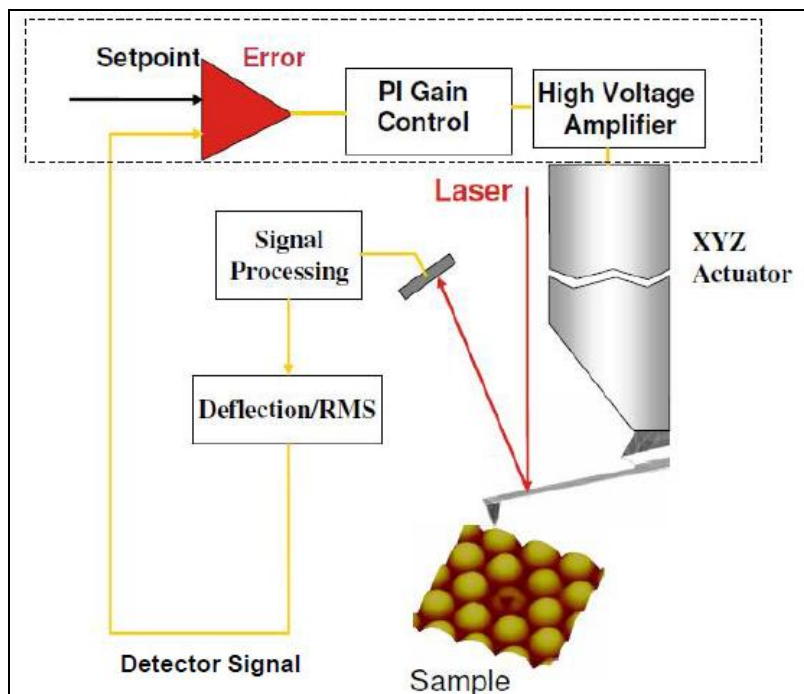 Setpoint
Error
PI Gain
Control
High Voltage
Amplifier
Laser
Signal
Processing
XYZ
Actuator
Deflection/RMS
Detector Signal
Sample